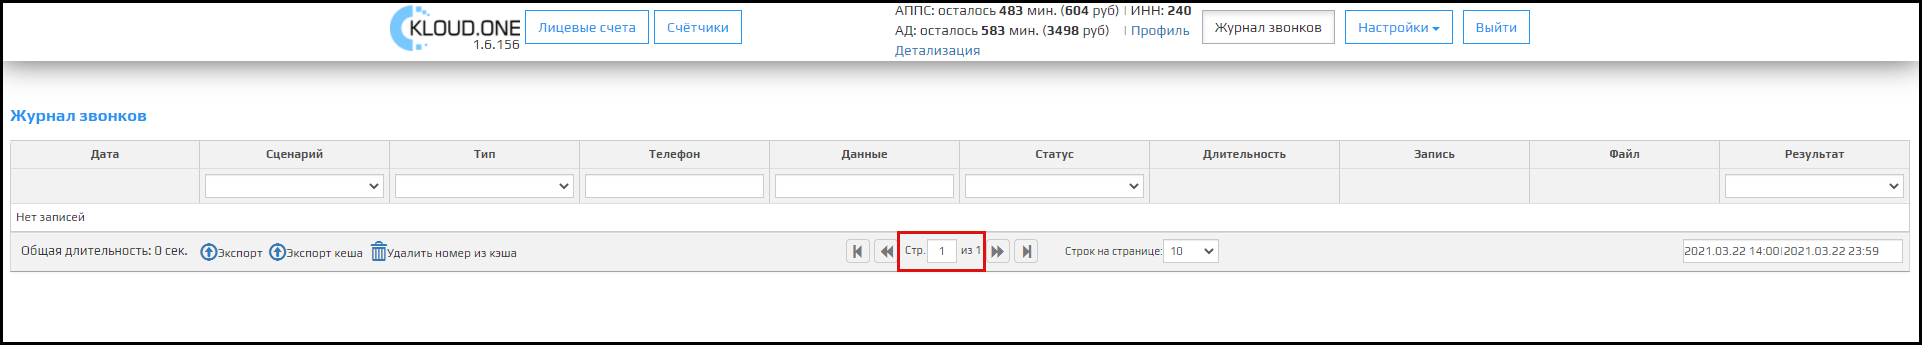 KLOUD.ONE
1.6.156
Лицевые счета Счётчики
АППС: осталось 483 мин. (604 руб) | ИНН: 240
АД: осталось 583 мин. (3498 руб) | Профиль
Детализация
Журнал звонков Настройки Выйти
Журнал звонков
Дата Сценарий Тип Телефон Данные Статус Длительность Запись Файл Результат
Нет записей
Общая длительность: 0 сек. Экспорт Экспорт кеша Удалить номер из кэша Стр. 1 из 1 Строк на странице: 10 2021.03.22 14:00|2021.03.22 23:59